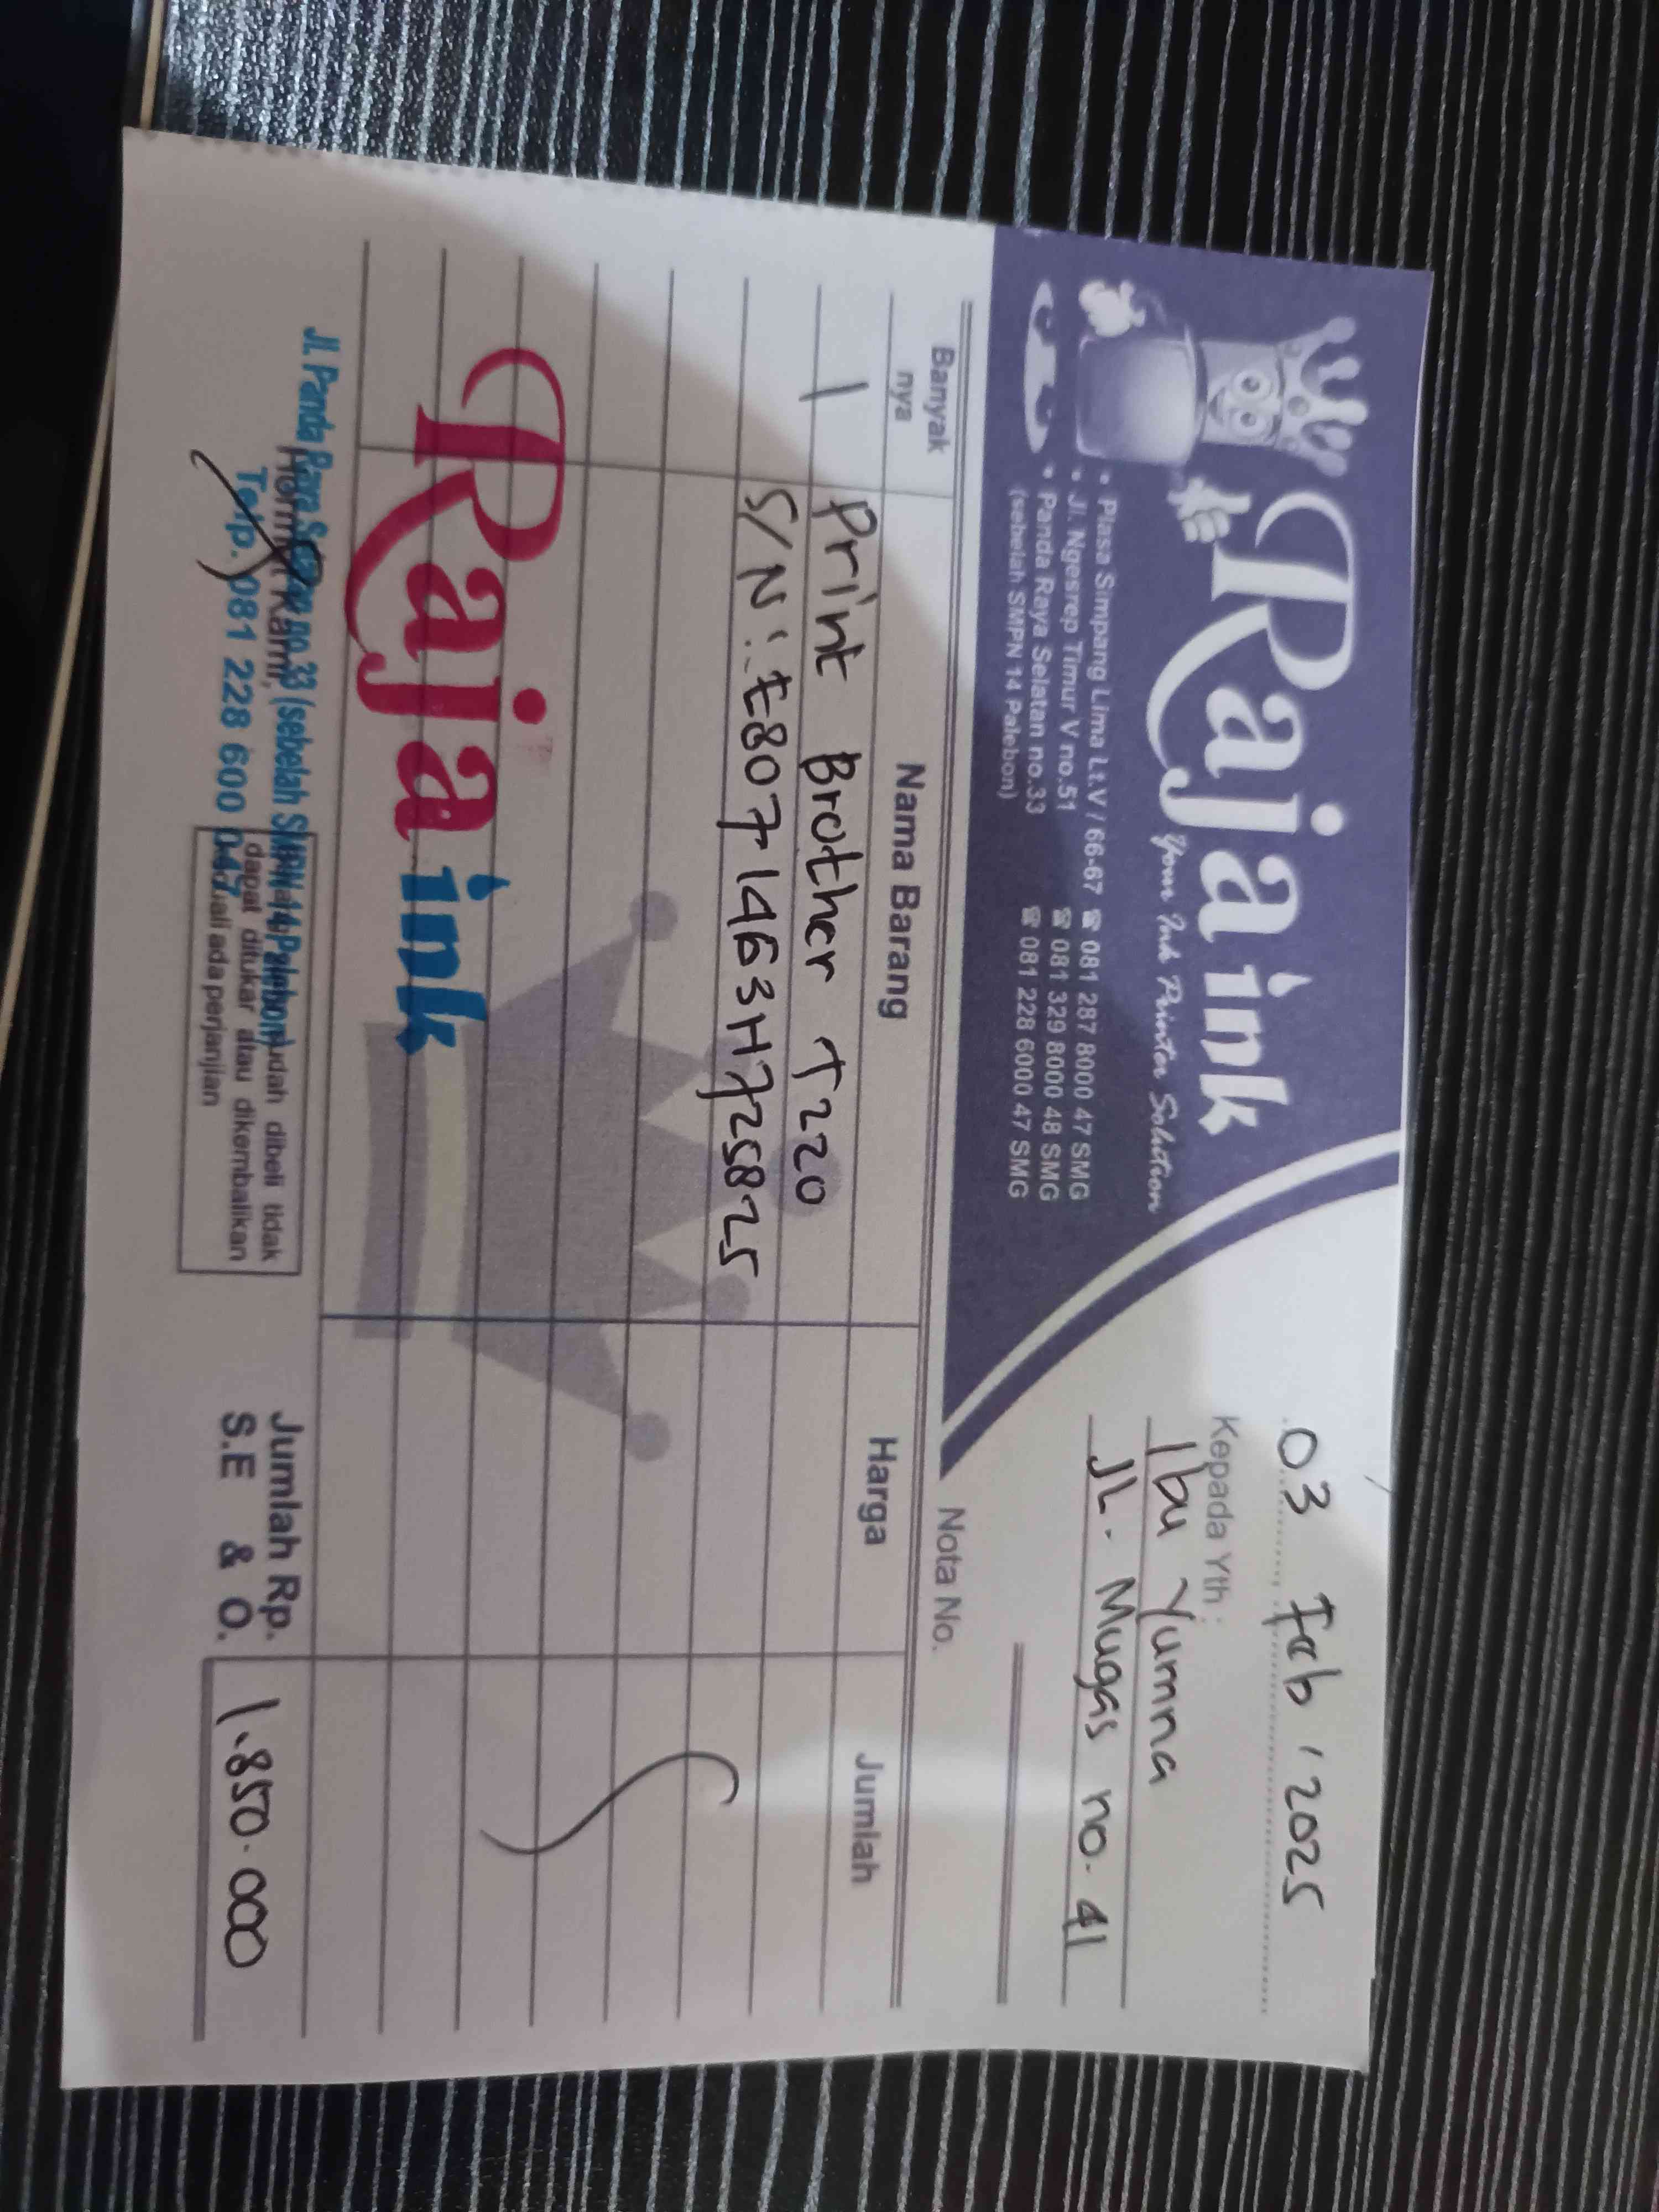 Raja ink
Your Ink Printer Solution
• Plasa Simpang Lima Lt.V / 66-67 ☎ 081 287 8000 47 SMG
• Jl. Ngesrep Timur V no.51 ☎ 081 329 8000 48 SMG
• Panda Raya Selatan no.33 ☎ 081 228 6000 47 SMG
(sebelah SMPN 14 Palebon)
03 Feb, 2025
Kepada Yth :
Ibu Yumna
JL. Mugas no. 41
Nota No.
Banyak nya Nama Barang Harga Jumlah
1 Print Brother T220
S/N : E80714G3H725825
Raja ink
Jl. Panda Raya Selatan no.33 (sebelah SMPN 14 Palebon)
Telp. 081 228 600 047
Hormat Kami,
sudah dibeli tidak
dapat ditukar atau dikembalikan
kecuali ada perjanjian
Jumlah Rp. 1.850.000
S.E & O.